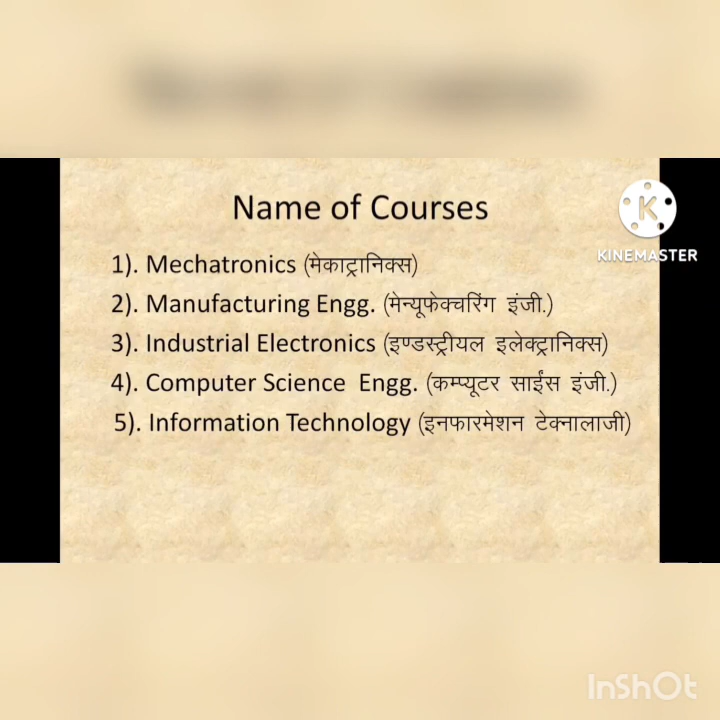 Name of Courses
K
KINEMASTER
1). Mechatronics (मेकाट्रानिक्स)
2). Manufacturing Engg. (मेन्यूफेक्चरिंग इंजी.)
3). Industrial Electronics (इण्डस्ट्रीयल इलेक्ट्रानिक्स)
4). Computer Science Engg. (कम्प्यूटर साईंस इंजी.)
5). Information Technology (इनफारमेशन टेक्नालाजी)
InShOt